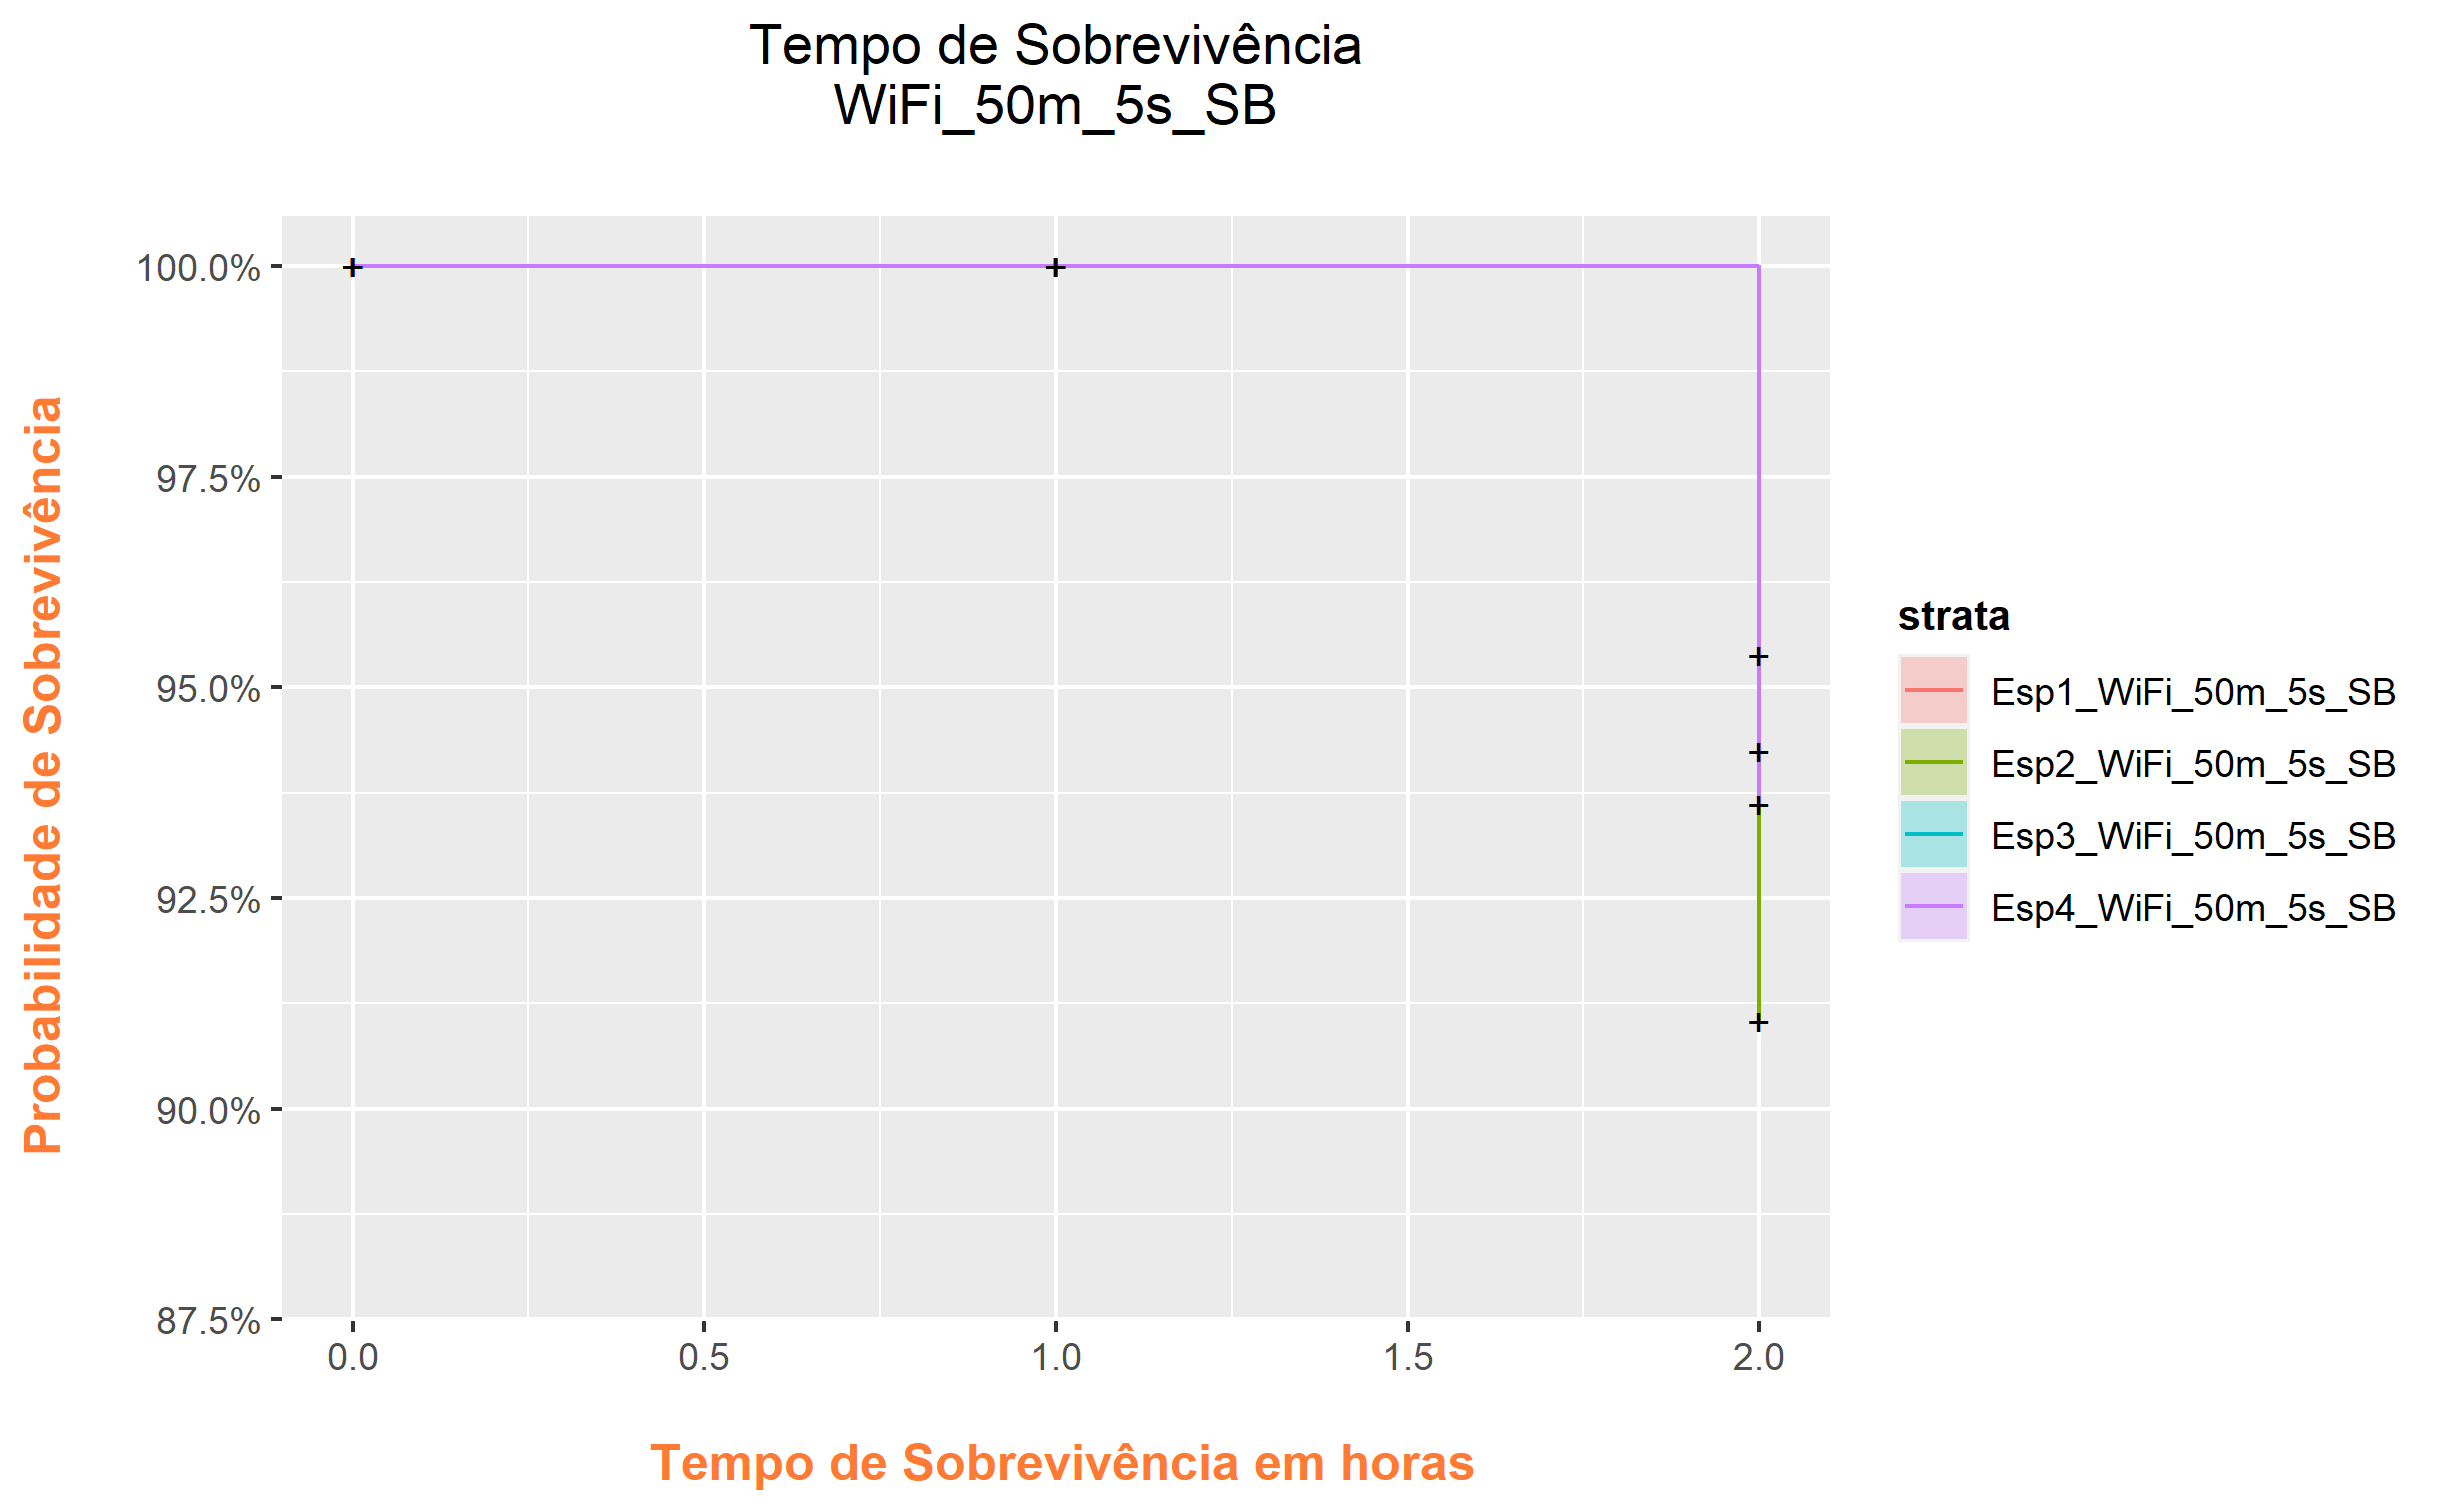 Tempo de Sobrevivência
WiFi_50m_5s_SB
Probabilidade de Sobrevivência
100.0%
97.5%
95.0%
92.5%
90.0%
87.5%
0.0
0.5
1.0
1.5
2.0
Tempo de Sobrevivência em horas
strata
Esp1_WiFi_50m_5s_SB
Esp2_WiFi_50m_5s_SB
Esp3_WiFi_50m_5s_SB
Esp4_WiFi_50m_5s_SB